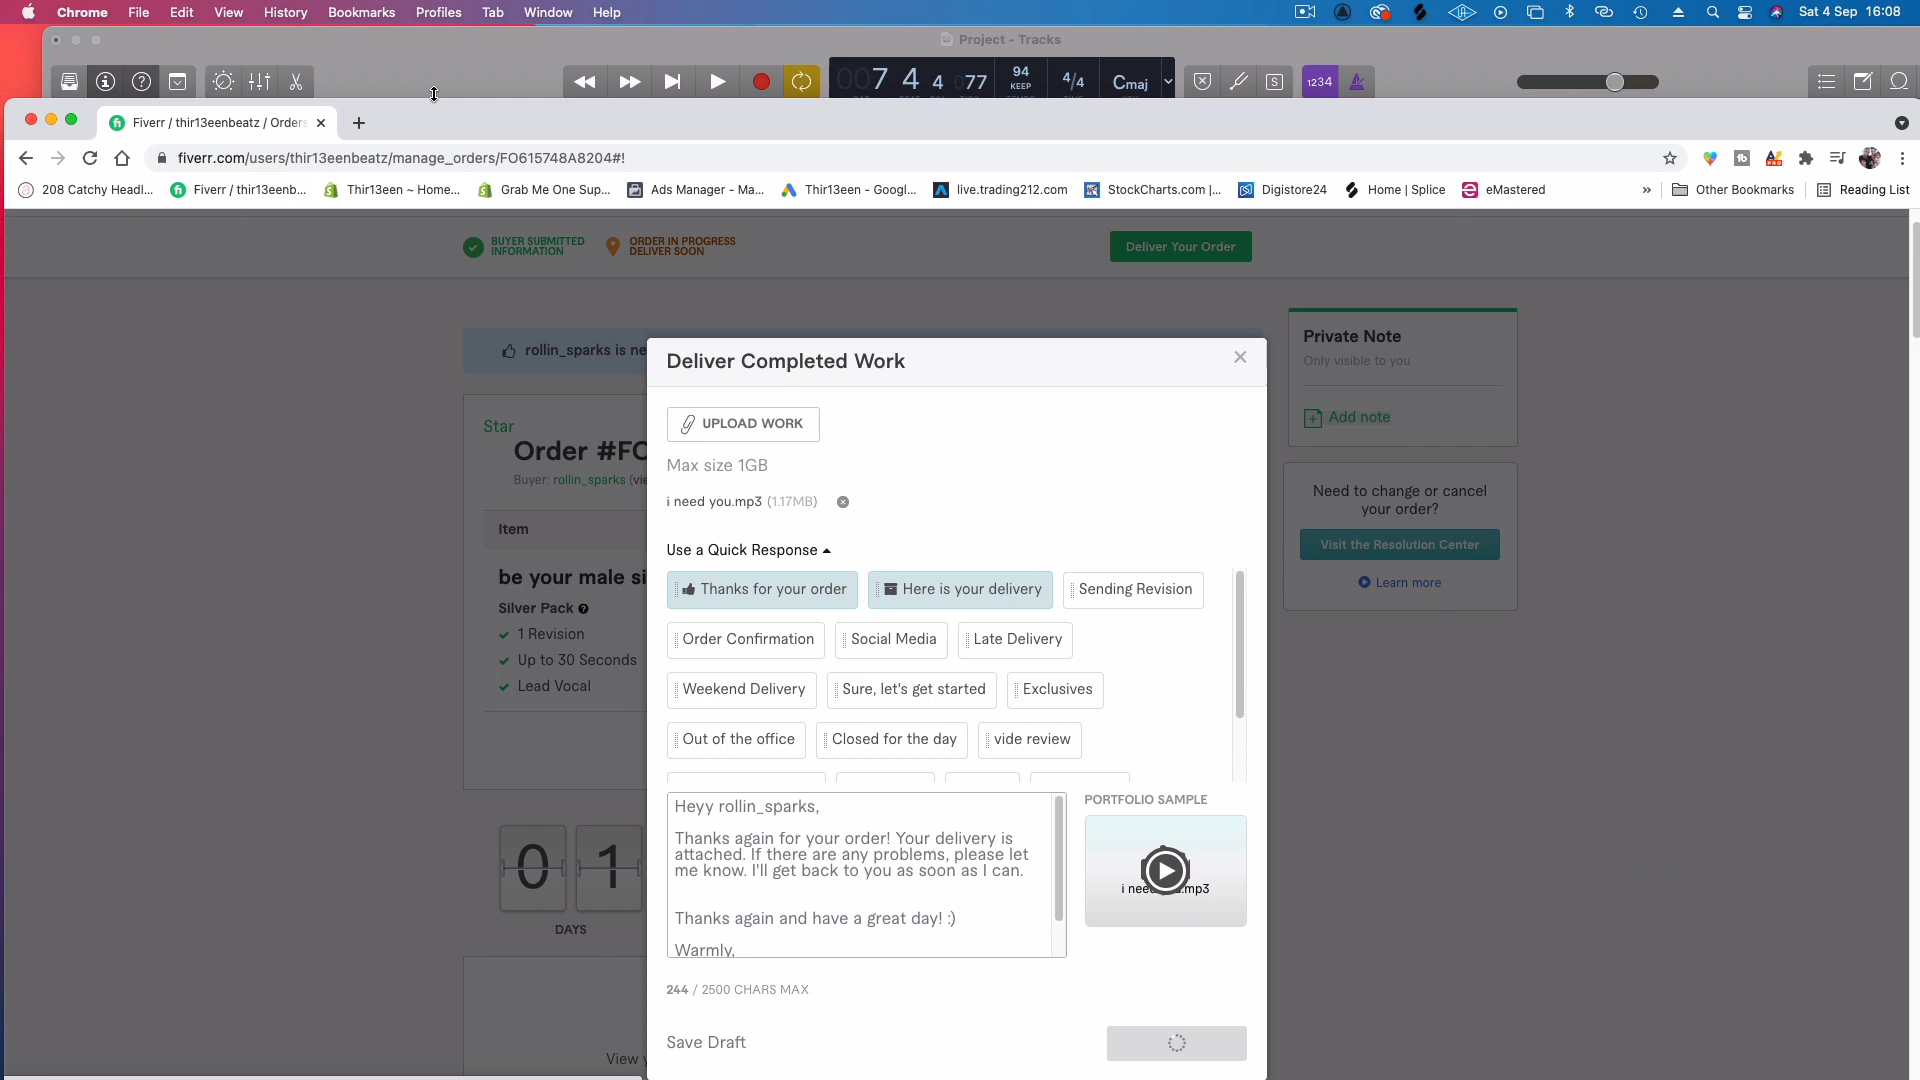 Chrome File Edit View History Bookmarks Profiles Tab Window Help
Sat 4 Sep 16:08
Project - Tracks
007 4 4 077
94
KEEP
4/4
Cmaj
S
1234
Fiverr / thir13eenbeatz / Orders
fiverr.com/users/thir13eenbeatz/manage_orders/FO615748A8204#!
208 Catchy Headl...
Fiverr / thir13eenb...
Thir13een ~ Home...
Grab Me One Sup...
Ads Manager - Ma...
Thir13een - Googl...
live.trading212.com
StockCharts.com |...
Digistore24
Home | Splice
eMastered
»
Other Bookmarks
Reading List
BUYER SUBMITTED
INFORMATION
ORDER IN PROGRESS
DELIVER SOON
Deliver Your Order
rollin_sparks is ne
Star
Order #FO
Buyer: rollin_sparks (vie
Item
be your male si
Silver Pack
1 Revision
Up to 30 Seconds
Lead Vocal
0 1
DAYS
View y
Deliver Completed Work
UPLOAD WORK
Max size 1GB
i need you.mp3 (1.17MB)
Use a Quick Response
Thanks for your order
Here is your delivery
Sending Revision
Order Confirmation
Social Media
Late Delivery
Weekend Delivery
Sure, let's get started
Exclusives
Out of the office
Closed for the day
vide review
Heyy rollin_sparks,
Thanks again for your order! Your delivery is
attached. If there are any problems, please let
me know. I'll get back to you as soon as I can.
Thanks again and have a great day! :)
Warmly,
PORTFOLIO SAMPLE
i nee .mp3
244 / 2500 CHARS MAX
Save Draft
Private Note
Only visible to you
Add note
Need to change or cancel
your order?
Visit the Resolution Center
Learn more